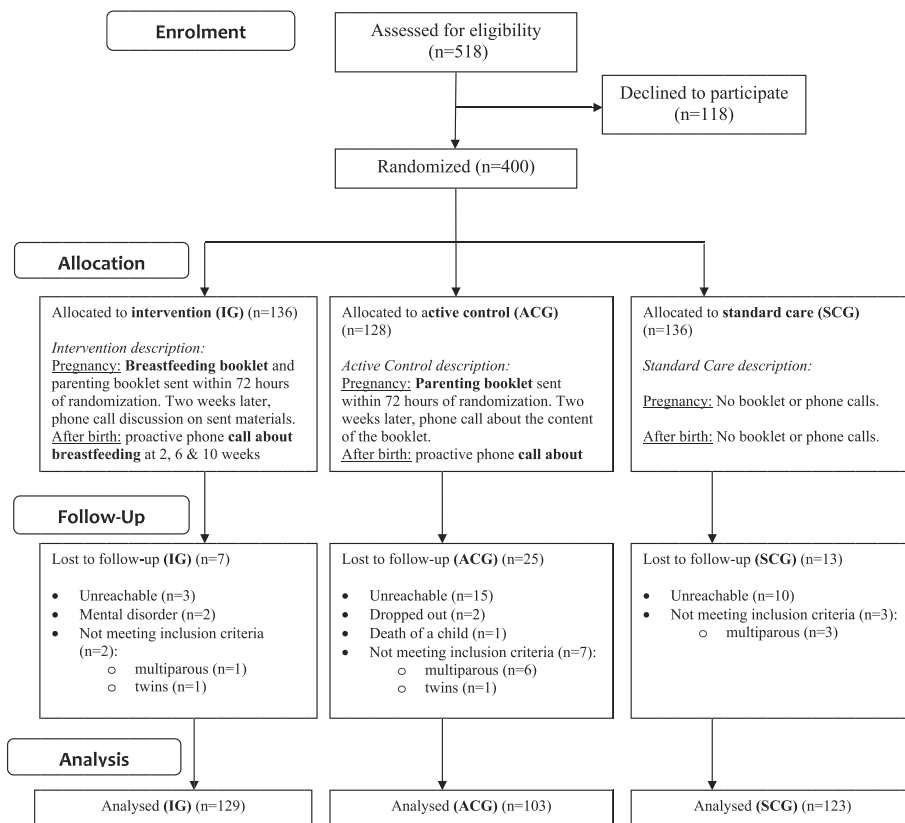 Enrolment
Assessed for eligibility
(n=518)
Declined to participate
(n=118)
Randomized (n=400)
Allocation
Allocated to intervention (IG) (n=136)
Intervention description:
Pregnancy: Breastfeeding booklet and
parenting booklet sent within 72 hours
of randomization. Two weeks later,
phone call discussion on sent materials.
After birth: proactive phone call about
breastfeeding at 2, 6 & 10 weeks
Allocated to active control (ACG)
(n=128)
Active Control description:
Pregnancy: Parenting booklet sent
within 72 hours of randomization. Two
weeks later, phone call about the content
of the booklet.
After birth: proactive phone call about
Allocated to standard care (SCG)
(n=136)
Standard Care description:
Pregnancy: No booklet or phone calls.
After birth: No booklet or phone calls.
Follow-Up
Lost to follow-up (IG) (n=7)
• Unreachable (n=3)
• Mental disorder (n=2)
• Not meeting inclusion criteria
(n=2):
o multiparous (n=1)
o twins (n=1)
Lost to follow-up (ACG) (n=25)
• Unreachable (n=15)
• Dropped out (n=2)
• Death of a child (n=1)
• Not meeting inclusion criteria (n=7):
o multiparous (n=6)
o twins (n=1)
Lost to follow-up (SCG) (n=13)
• Unreachable (n=10)
• Not meeting inclusion criteria (n=3):
o multiparous (n=3)
Analysis
Analysed (IG) (n=129)
Analysed (ACG) (n=103)
Analysed (SCG) (n=123)